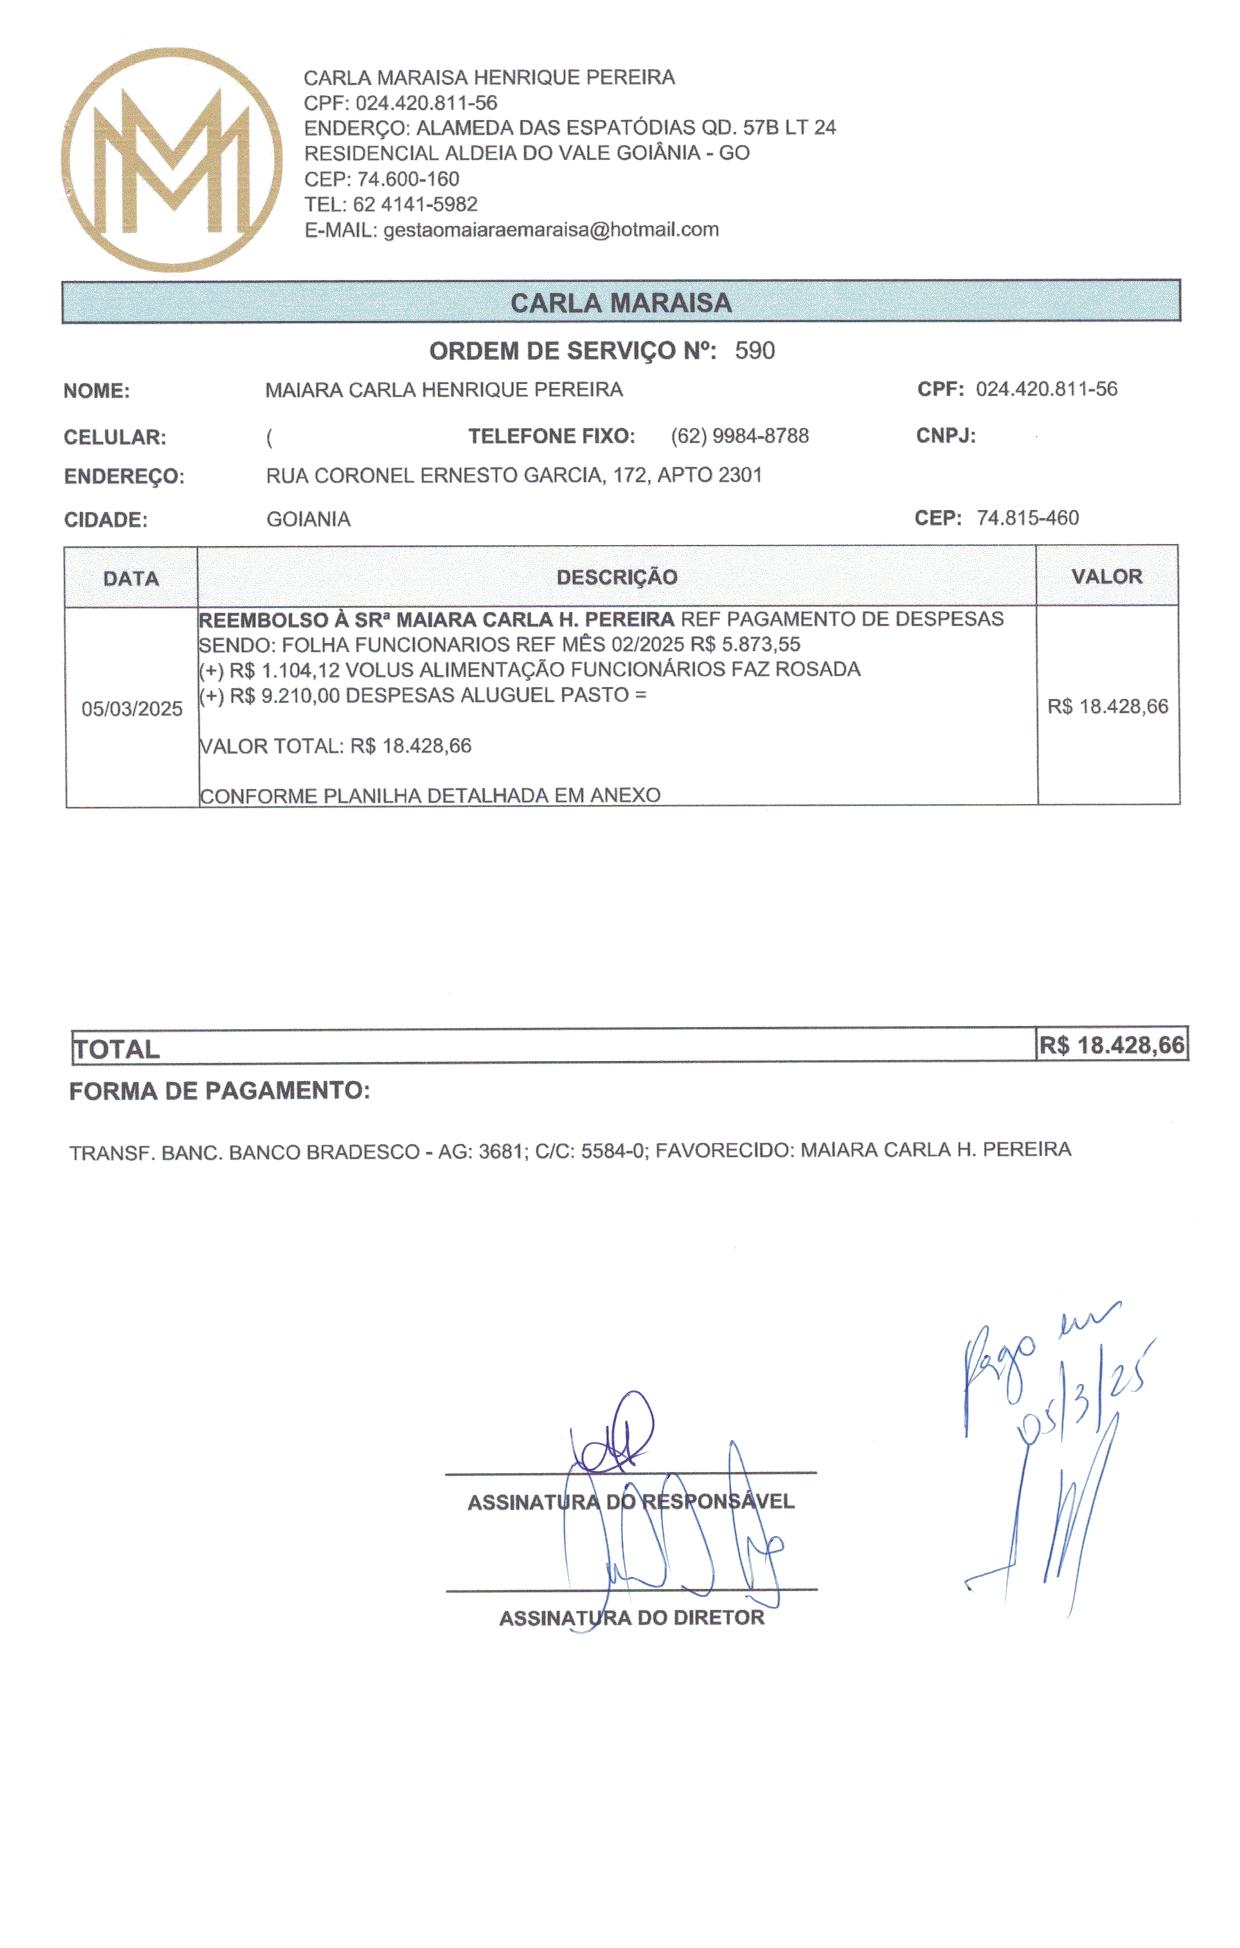 CARLA MARAISA HENRIQUE PEREIRA
CPF: 024.420.811-56
ENDERÇO: ALAMEDA DAS ESPATÓDIAS QD. 57B LT 24
RESIDENCIAL ALDEIA DO VALE GOIÂNIA - GO
CEP: 74.600-160
TEL: 62 4141-5982
E-MAIL: gestaomaiaraemaraisa@hotmail.com
CARLA MARAISA
ORDEM DE SERVIÇO Nº: 590
NOME: MAIARA CARLA HENRIQUE PEREIRA CPF: 024.420.811-56
CELULAR: ( TELEFONE FIXO: (62) 9984-8788 CNPJ:
ENDEREÇO: RUA CORONEL ERNESTO GARCIA, 172, APTO 2301
CIDADE: GOIANIA CEP: 74.815-460
DATA DESCRIÇÃO VALOR
REEMBOLSO À SRª MAIARA CARLA H. PEREIRA REF PAGAMENTO DE DESPESAS
SENDO: FOLHA FUNCIONARIOS REF MÊS 02/2025 R$ 5.873,55
(+) R$ 1.104,12 VOLUS ALIMENTAÇÃO FUNCIONÁRIOS FAZ ROSADA
(+) R$ 9.210,00 DESPESAS ALUGUEL PASTO =
05/03/2025 R$ 18.428,66
VALOR TOTAL: R$ 18.428,66
CONFORME PLANILHA DETALHADA EM ANEXO
TOTAL R$ 18.428,66
FORMA DE PAGAMENTO:
TRANSF. BANC. BANCO BRADESCO - AG: 3681; C/C: 5584-0; FAVORECIDO: MAIARA CARLA H. PEREIRA
Pago em
05/3/25
ASSINATURA DO RESPONSÁVEL
ASSINATURA DO DIRETOR